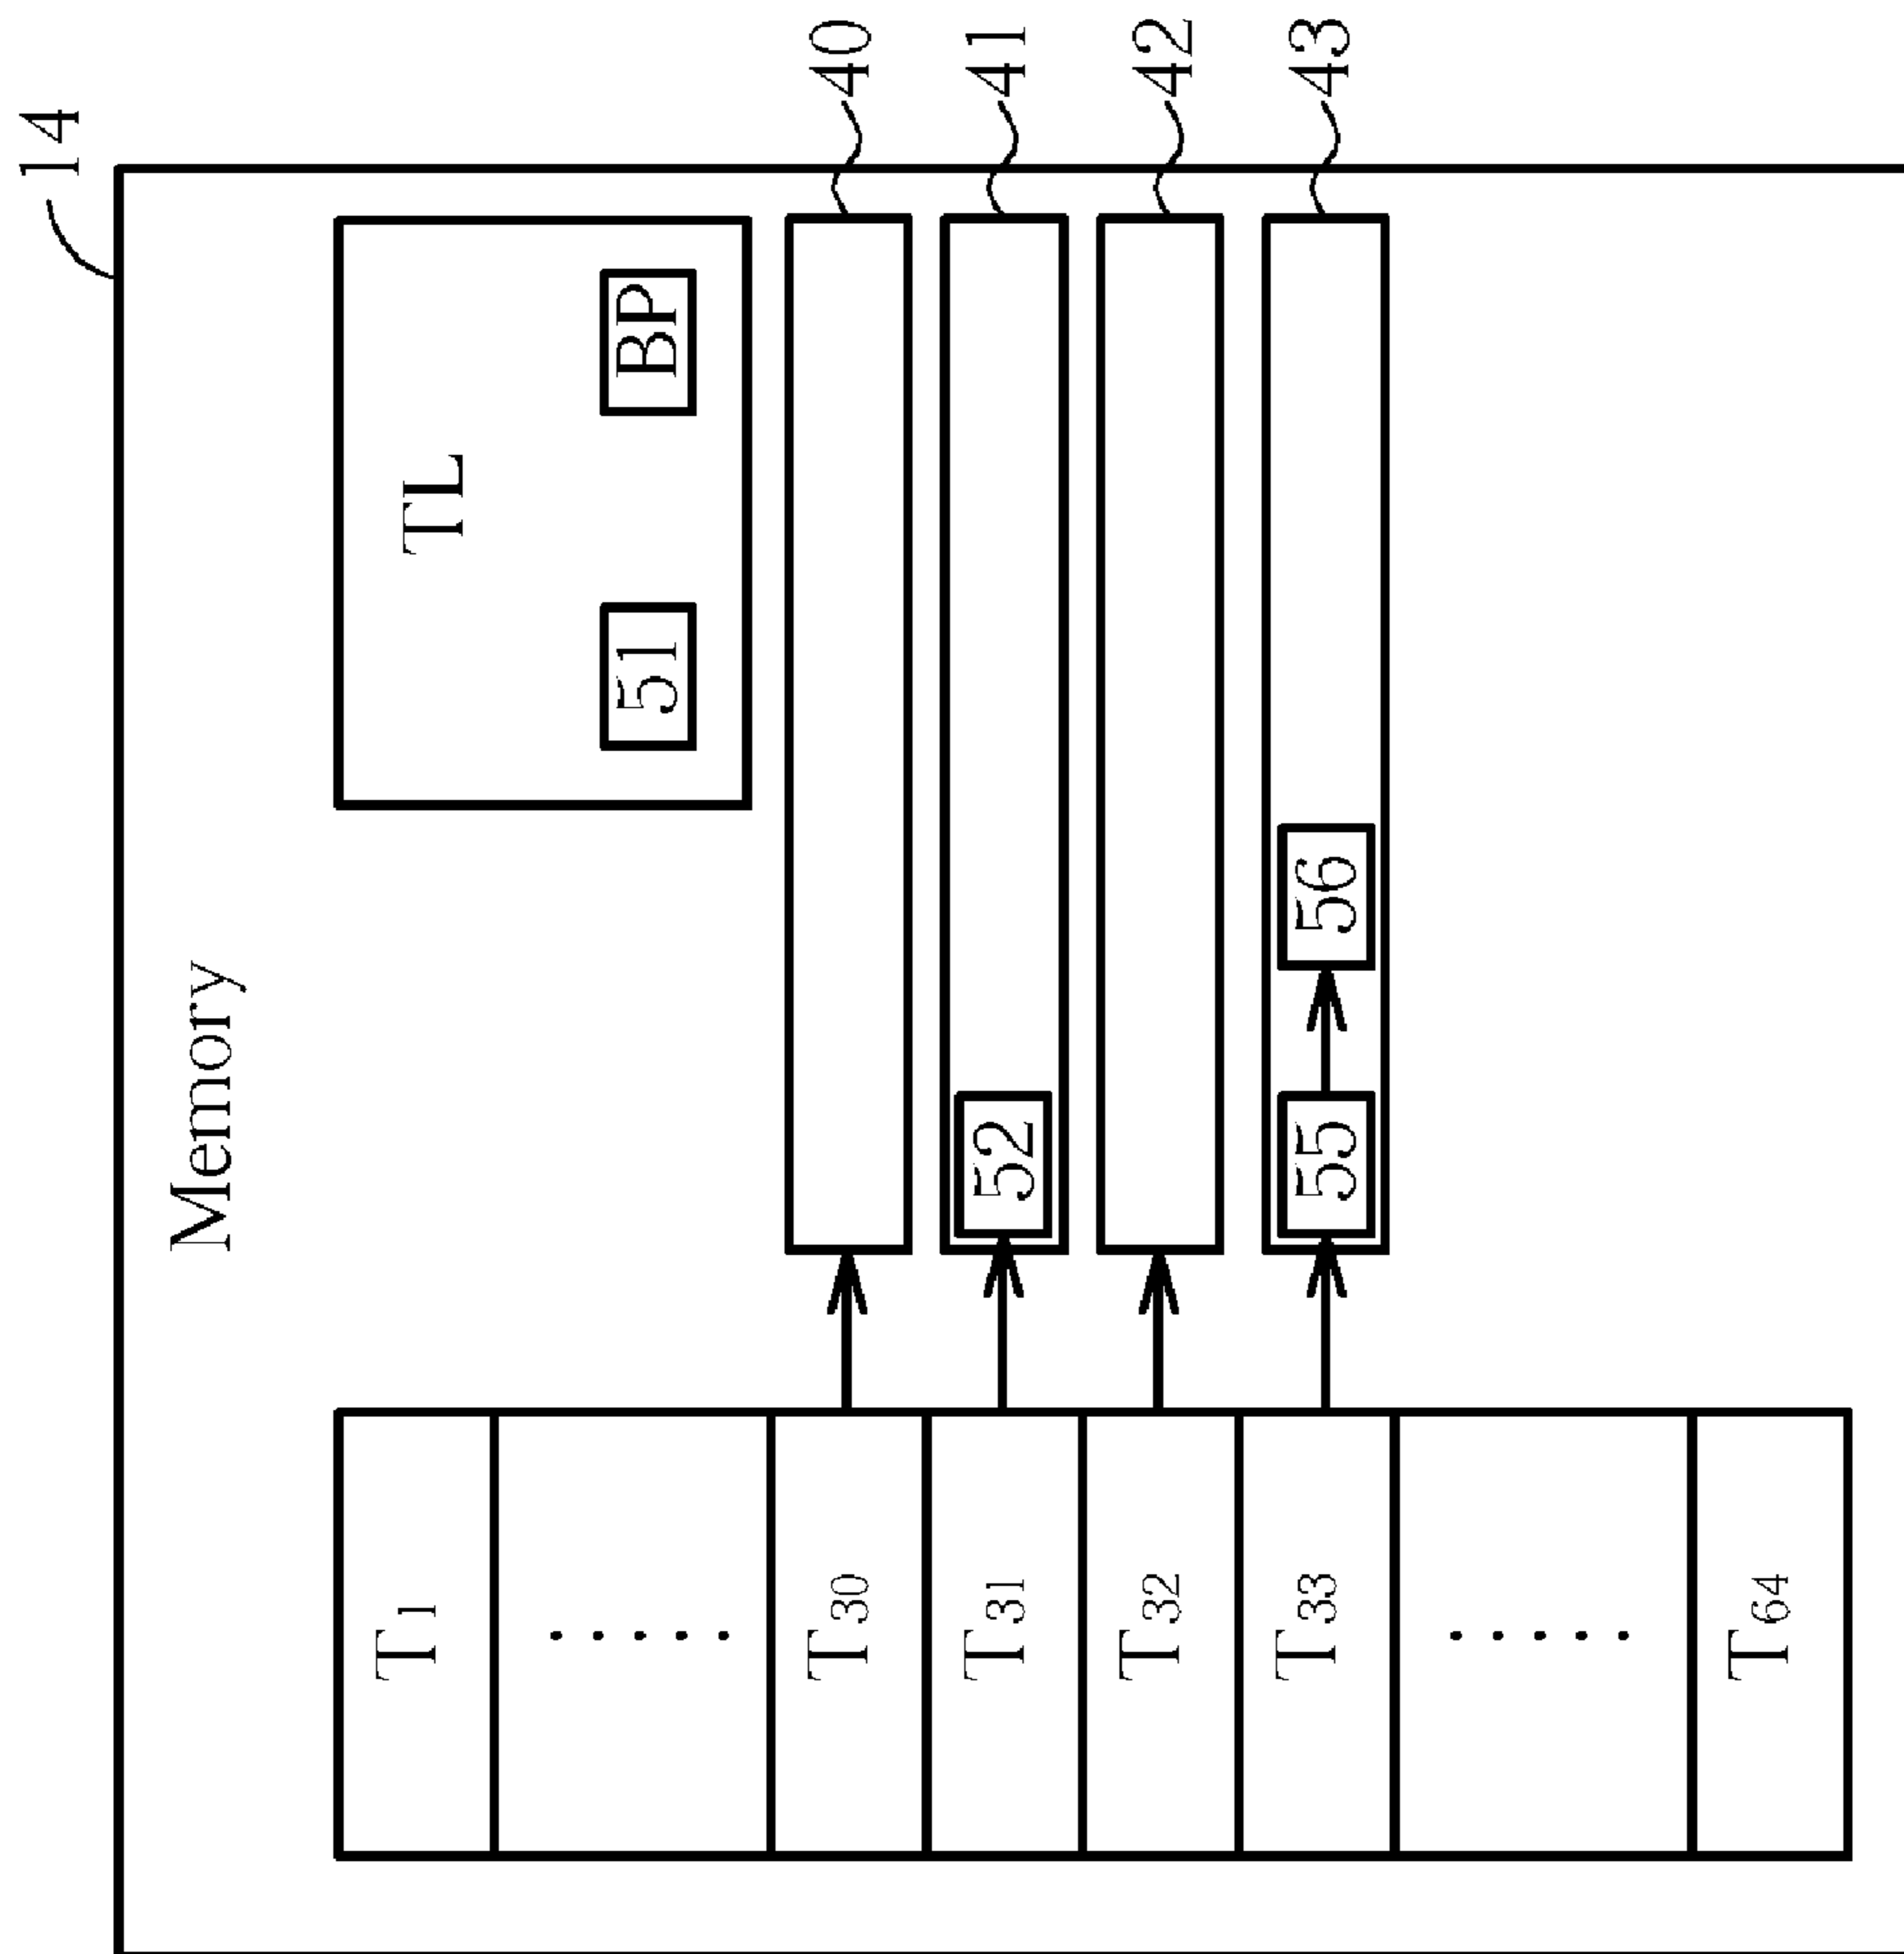 14
Memory
T1
TL
.....
51
BP
T30
40
T31
52
41
T32
42
T33
55
56
43
.....
T64